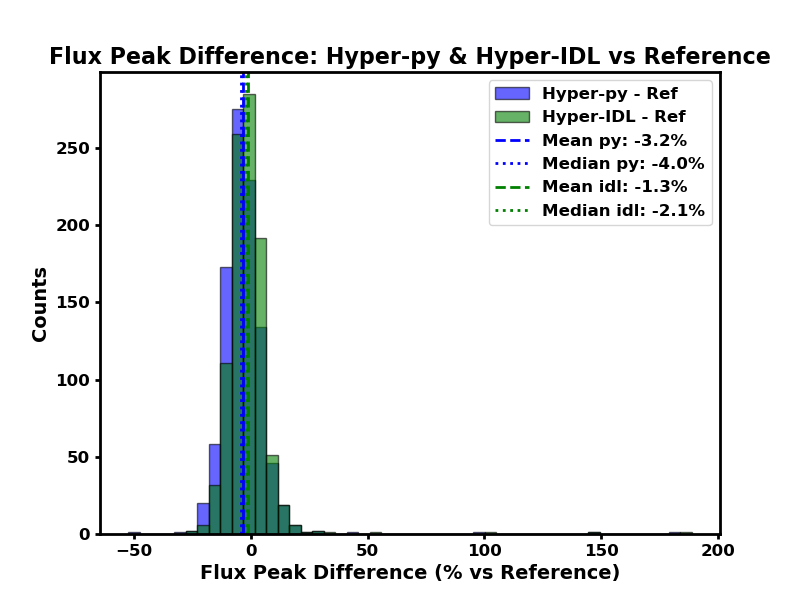 Flux Peak Difference: Hyper-py & Hyper-IDL vs Reference
Hyper-py - Ref
Hyper-IDL - Ref
Mean py: -3.2%
Median py: -4.0%
Mean idl: -1.3%
Median idl: -2.1%
Counts
250
200
150
100
50
0
−50 0 50 100 150 200
Flux Peak Difference (% vs Reference)